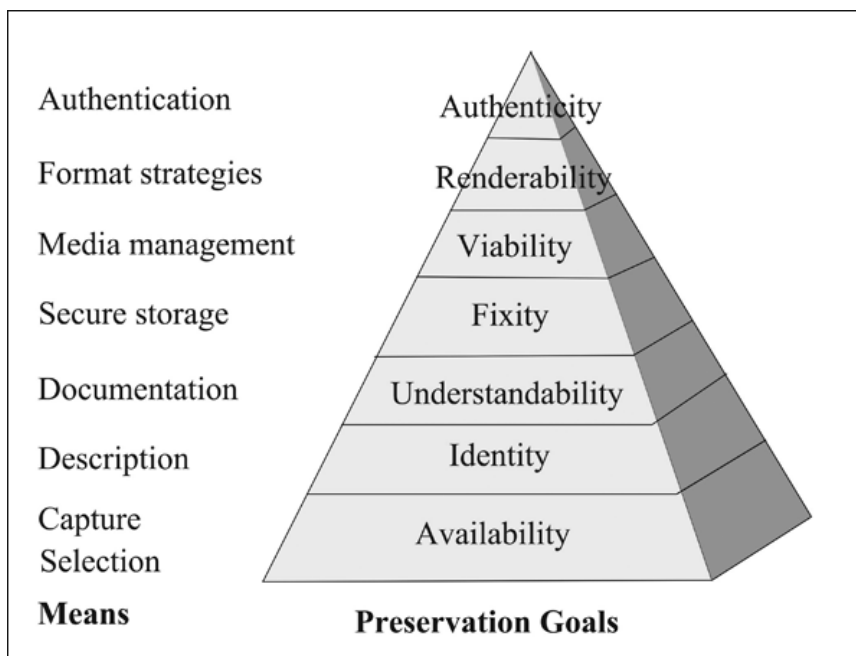 Authentication
Authenticity
Format strategies
Renderability
Media management
Viability
Secure storage
Fixity
Documentation
Understandability
Description
Identity
Capture
Selection
Availability
Means
Preservation Goals